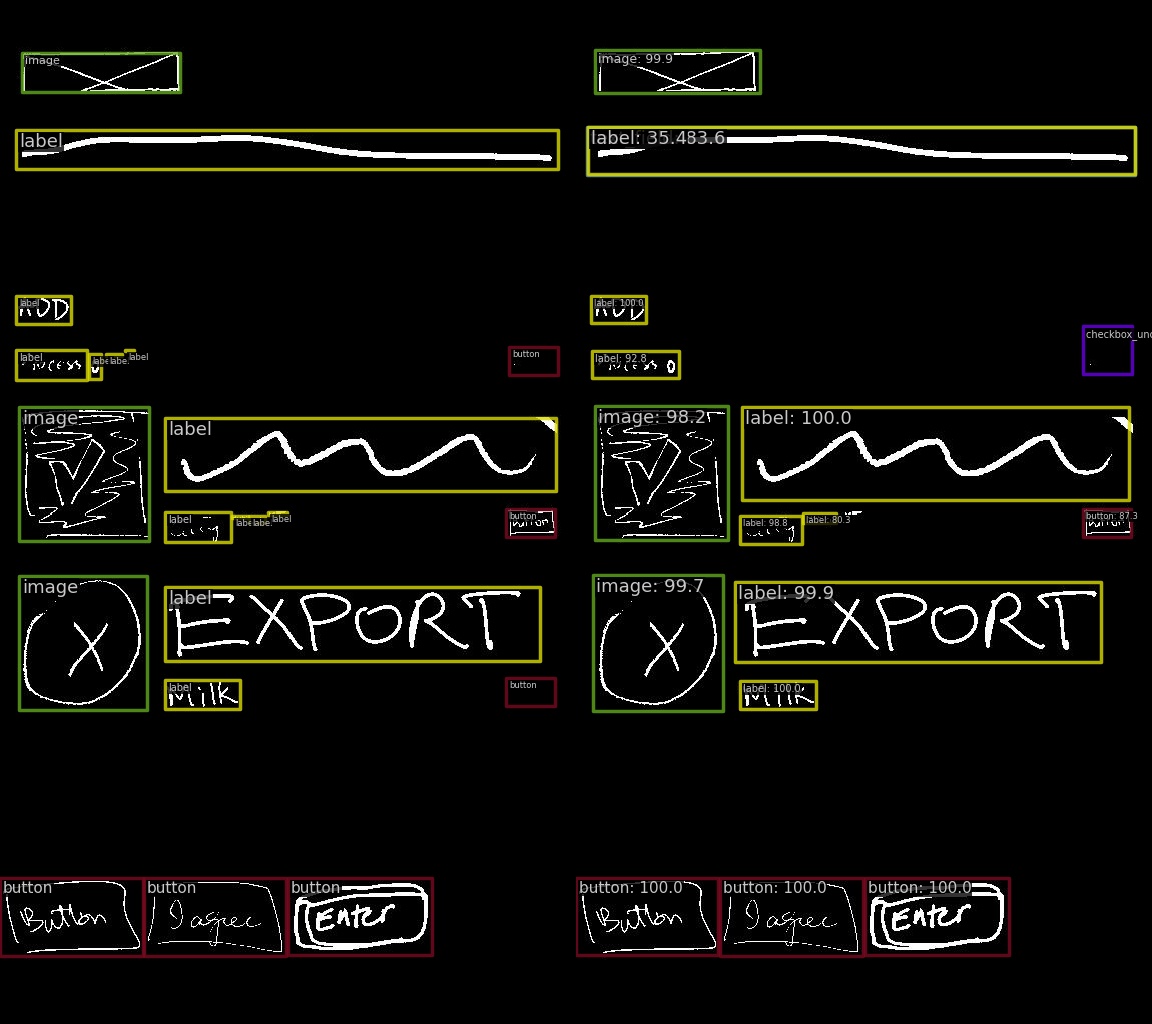 image image: 99.9
label label: 35.483.6
label label: 100.0
label label: label: label button label: 92.8 checkbox_unc
image image: 98.2 label: 100.0
label
label label: label: label button label: 98.8 label: 80.3 button: 87.3
Button Button
image image: 99.7
label label: 99.9
X EXPORT X EXPORT
label button label: 100.0
Milk Milk
button button button button: 100.0 button: 100.0 button: 100.0
Button I agree Enter Button I agree Enter